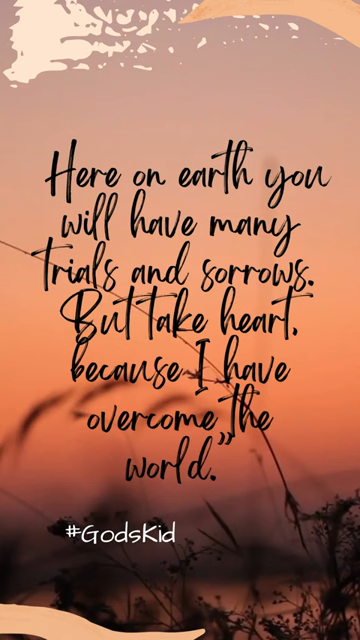 Here on earth you
will have many
trials and sorrows.
But take heart,
because I have
overcome the
world.”
#GodsKid